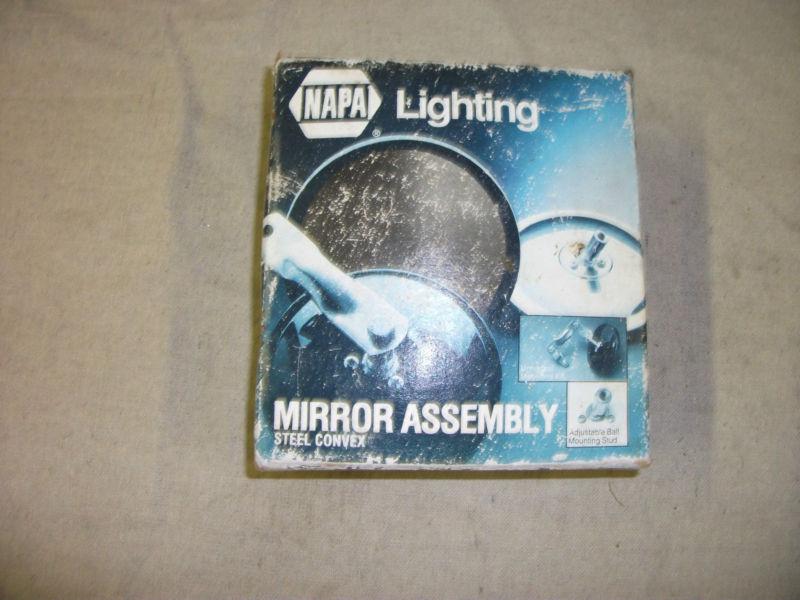 NAPA
Lighting
®
MIRROR ASSEMBLY
STEEL CONVEX
Adjustable Ball
Mounting Stud